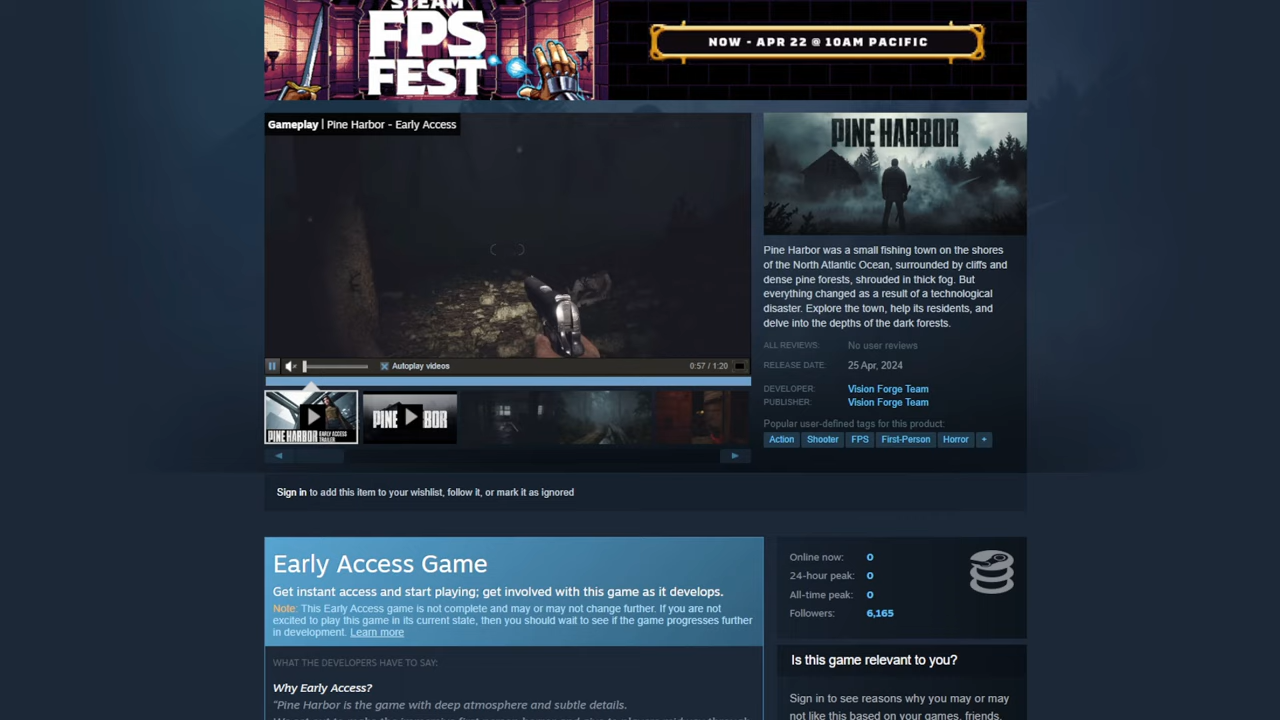 STEAM
FPS
FEST
NOW - APR 22 @ 10AM PACIFIC
Gameplay | Pine Harbor - Early Access
Autoplay videos
0:57 / 1:20
PINE HARBOR
EARLY ACCESS
TRAILER
PINE HARBOR
PINE HARBOR
Pine Harbor was a small fishing town on the shores
of the North Atlantic Ocean, surrounded by cliffs and
dense pine forests, shrouded in thick fog. But
everything changed as a result of a technological
disaster. Explore the town, help its residents, and
delve into the depths of the dark forests.
ALL REVIEWS: No user reviews
RELEASE DATE: 25 Apr, 2024
DEVELOPER: Vision Forge Team
PUBLISHER: Vision Forge Team
Popular user-defined tags for this product:
Action Shooter FPS First-Person Horror +
Sign in to add this item to your wishlist, follow it, or mark it as ignored
Early Access Game
Get instant access and start playing; get involved with this game as it develops.
Note: This Early Access game is not complete and may or may not change further. If you are not
excited to play this game in its current state, then you should wait to see if the game progresses further
in development. Learn more
WHAT THE DEVELOPERS HAVE TO SAY:
Why Early Access?
"Pine Harbor is the game with deep atmosphere and subtle details.
Online now: 0
24-hour peak: 0
All-time peak: 0
Followers: 6,165
Is this game relevant to you?
Sign in to see reasons why you may or may
not like this based on your games, friends,